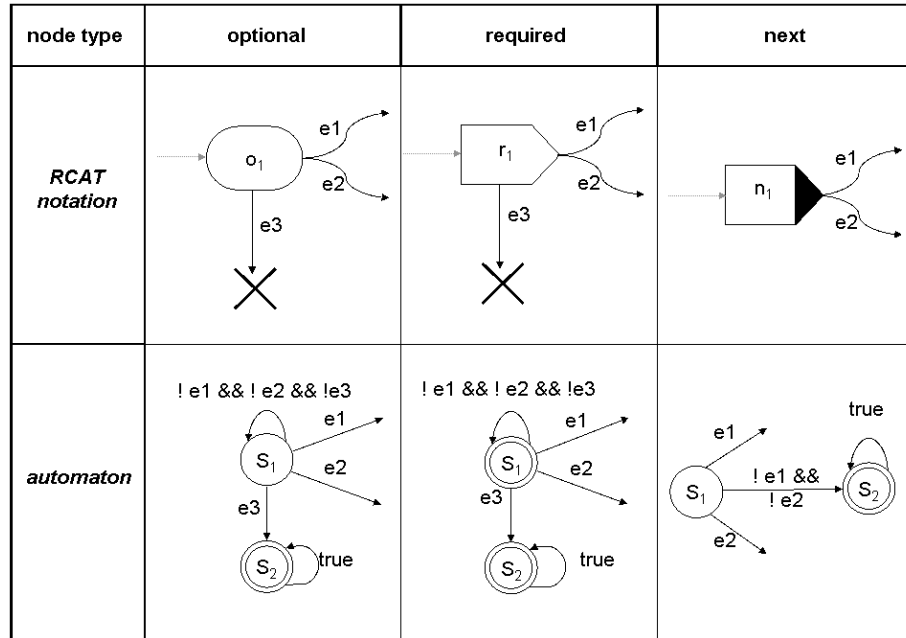 node type
optional
required
next
RCAT
notation
o1
e1
e2
e3
r1
e1
e2
e3
n1
e1
e2
automaton
! e1 && ! e2 && !e3
S1
e1
e2
e3
S2
true
! e1 && ! e2 && !e3
S1
e1
e2
e3
S2
true
true
e1
S1
! e1 &&
! e2
S2
e2